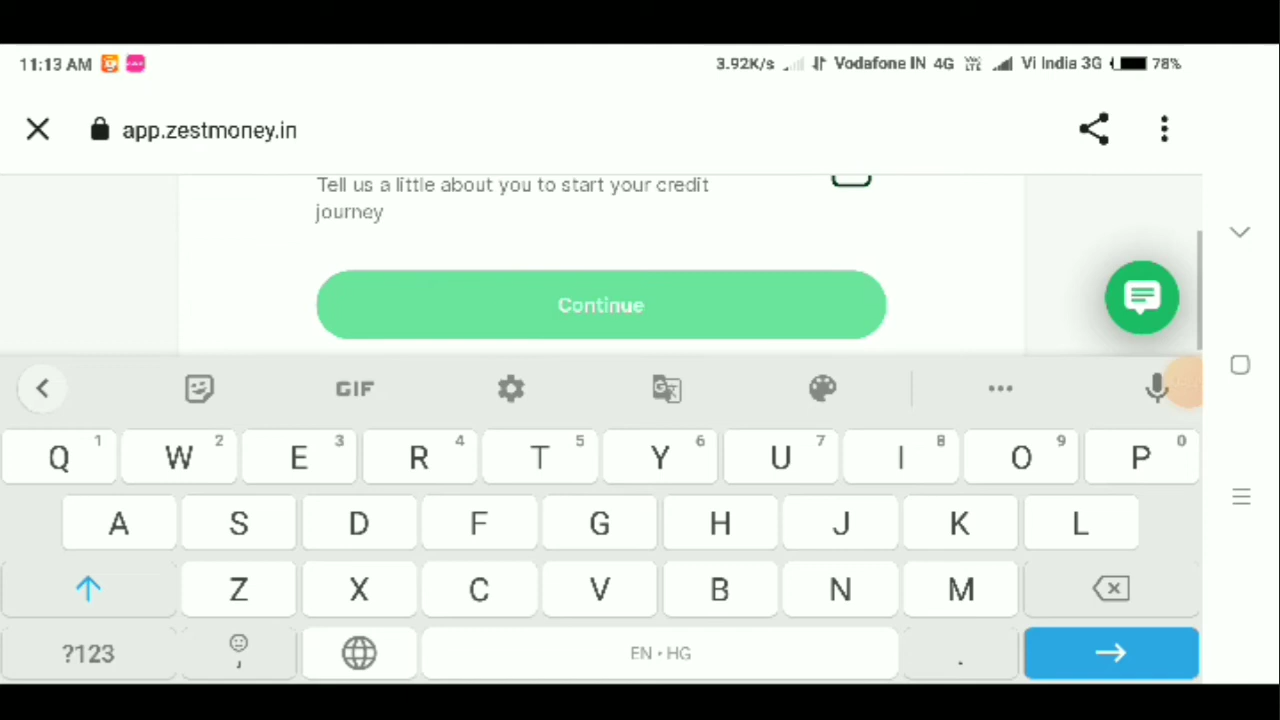 11:13 AM 3.92K/s Vodafone IN 4G Vi India 3G 78%
app.zestmoney.in
Tell us a little about you to start your credit
journey
Continue
GIF
Q 1 W 2 E 3 R 4 T 5 Y 6 U 7 I 8 O 9 P 0
A S D F G H J K L
Z X C V B N M
?123 , EN • HG .